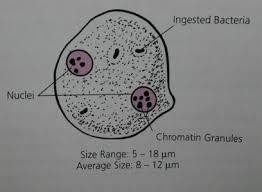 Ingested Bacteria
Nuclei
Chromatin Granules
Size Range: 5 – 18 µm
Average Size: 8 – 12 µm